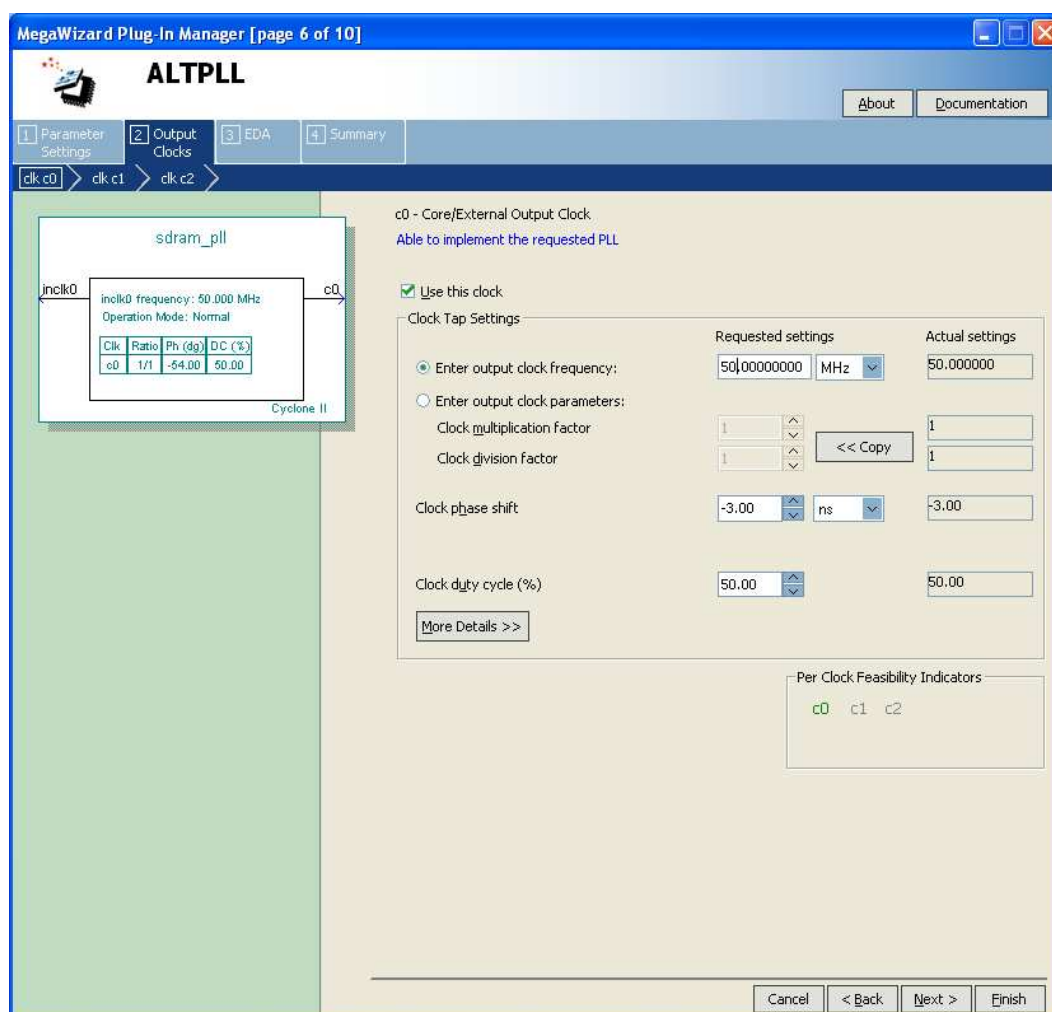 MegaWizard Plug-In Manager [page 6 of 10]
ALTPLL
About
Documentation
1 Parameter Settings
2 Output Clocks
3 EDA
4 Summary
clk c0
clk c1
clk c2
sdram_pll
inclk0
c0
inclk0 frequency: 50.000 MHz
Operation Mode: Normal
Clk Ratio Ph (dg) DC (%)
c0 1/1 -54.00 50.00
Cyclone II
c0 - Core/External Output Clock
Able to implement the requested PLL
Use this clock
Clock Tap Settings
Requested settings Actual settings
Enter output clock frequency: 50.00000000 MHz 50.000000
Enter output clock parameters:
Clock multiplication factor 1 1
<< Copy
Clock division factor 1 1
Clock phase shift -3.00 ns -3.00
Clock duty cycle (%) 50.00 50.00
More Details >>
Per Clock Feasibility Indicators
c0 c1 c2
Cancel
< Back
Next >
Finish